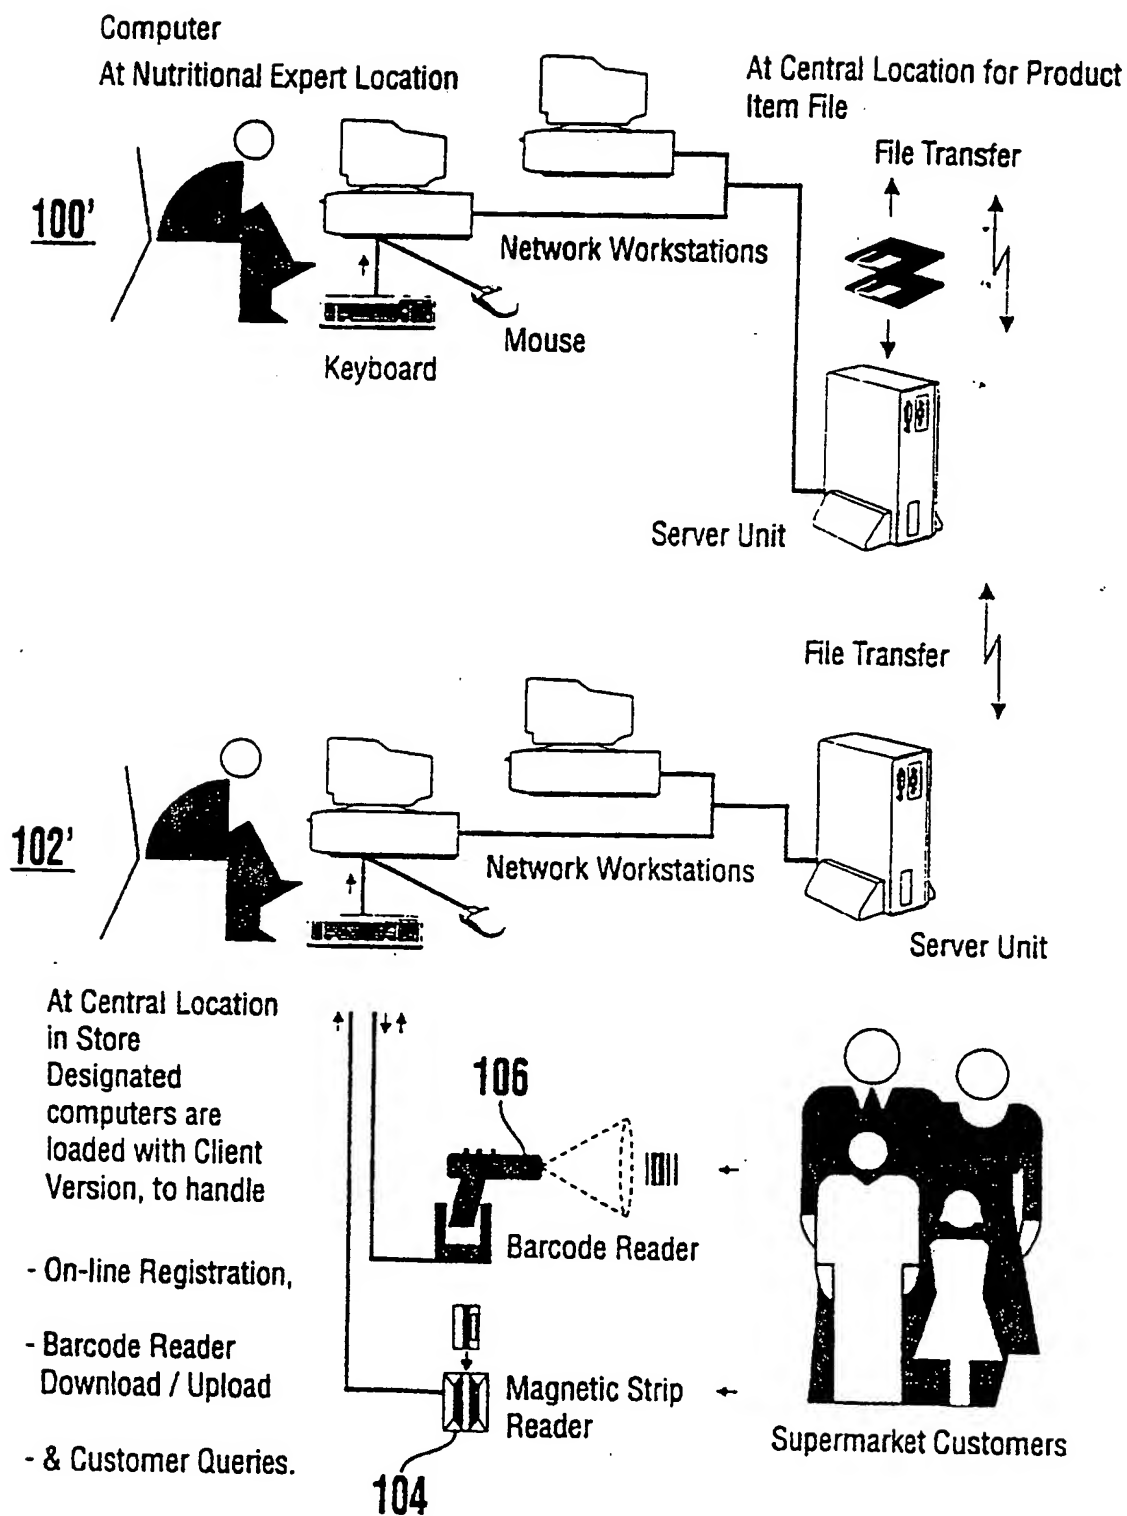 Computer
At Nutritional Expert Location
At Central Location for Product
Item File
File Transfer
100'
Network Workstations
Mouse
Keyboard
Server Unit
File Transfer
102'
Network Workstations
Server Unit
At Central Location
in Store
Designated
computers are
loaded with Client
Version, to handle
106
Barcode Reader
- On-line Registration,
- Barcode Reader
Download / Upload
Magnetic Strip
Reader
- & Customer Queries.
104
Supermarket Customers